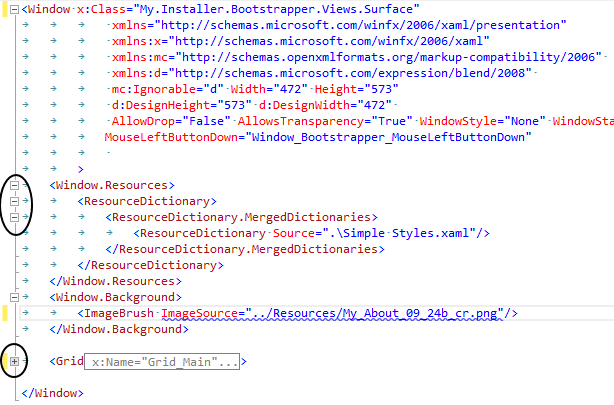 <Window x:Class="My.Installer.Bootstrapper.Views.Surface"
xmlns="http://schemas.microsoft.com/winfx/2006/xaml/presentation"
xmlns:x="http://schemas.microsoft.com/winfx/2006/xaml"
xmlns:mc="http://schemas.openxmlformats.org/markup-compatibility/2006"
xmlns:d="http://schemas.microsoft.com/expression/blend/2008"
mc:Ignorable="d" Width="472" Height="573"
d:DesignHeight="573" d:DesignWidth="472"
AllowDrop="False" AllowsTransparency="True" WindowStyle="None" WindowSta
MouseLeftButtonDown="Window_Bootstrapper_MouseLeftButtonDown"
>
<Window.Resources>
<ResourceDictionary>
<ResourceDictionary.MergedDictionaries>
<ResourceDictionary Source=".\Simple Styles.xaml"/>
</ResourceDictionary.MergedDictionaries>
</ResourceDictionary>
</Window.Resources>
<Window.Background>
<ImageBrush ImageSource="../Resources/My_About_09_24b_cr.png"/>
</Window.Background>
<Grid x:Name="Grid_Main"...>
</Window>